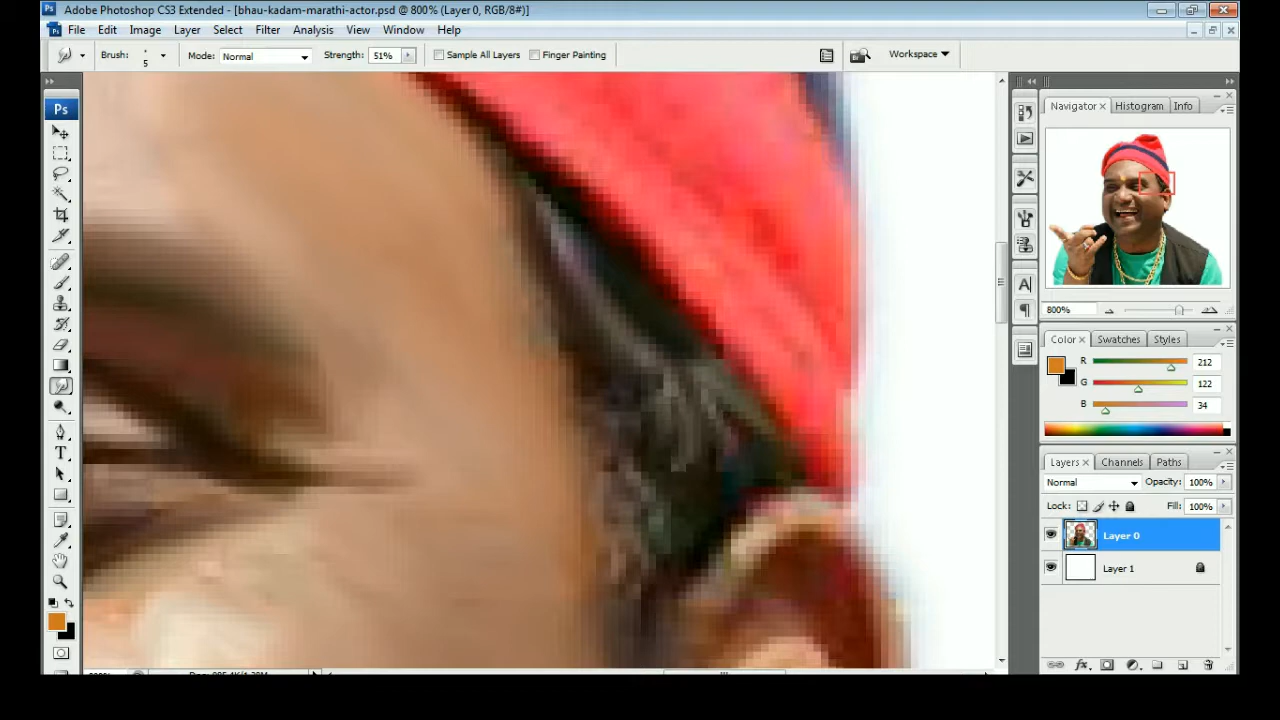 Adobe Photoshop CS3 Extended - [bhau-kadam-marathi-actor.psd @ 800% (Layer 0, RGB/8#)]
File Edit Image Layer Select Filter Analysis View Window Help
Brush: 5 Mode: Normal Strength: 51% Sample All Layers Finger Painting Workspace
Ps
Navigator Histogram Info
800%
Color Swatches Styles
R 212
G 122
B 34
Layers Channels Paths
Normal Opacity: 100%
Lock: Fill: 100%
Layer 0
Layer 1